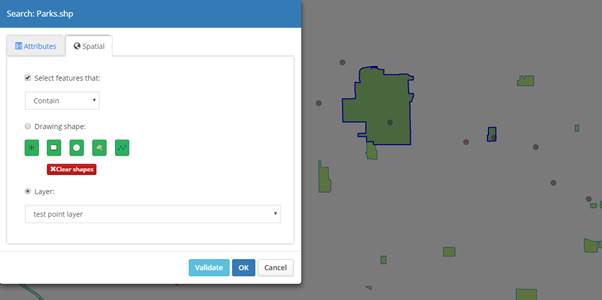 Search: Parks.shp
Attributes
Spatial
Select features that:
Contain
Drawing shape:
Clear shapes
Layer:
test point layer
Validate
OK
Cancel